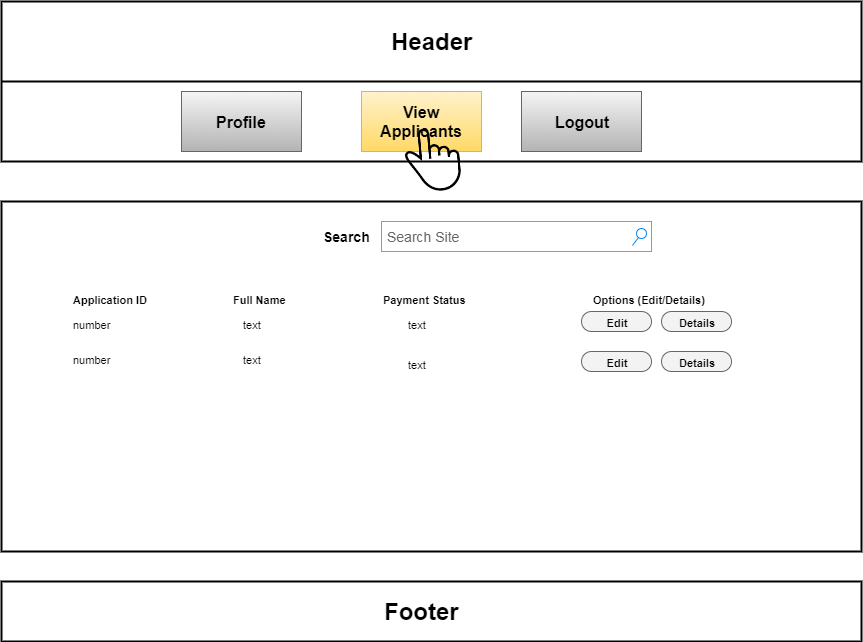 Header
Profile
View
Applicants
Logout
Search
Search Site
Application ID Full Name Payment Status Options (Edit/Details)
number text text Edit Details
number text text Edit Details
Footer